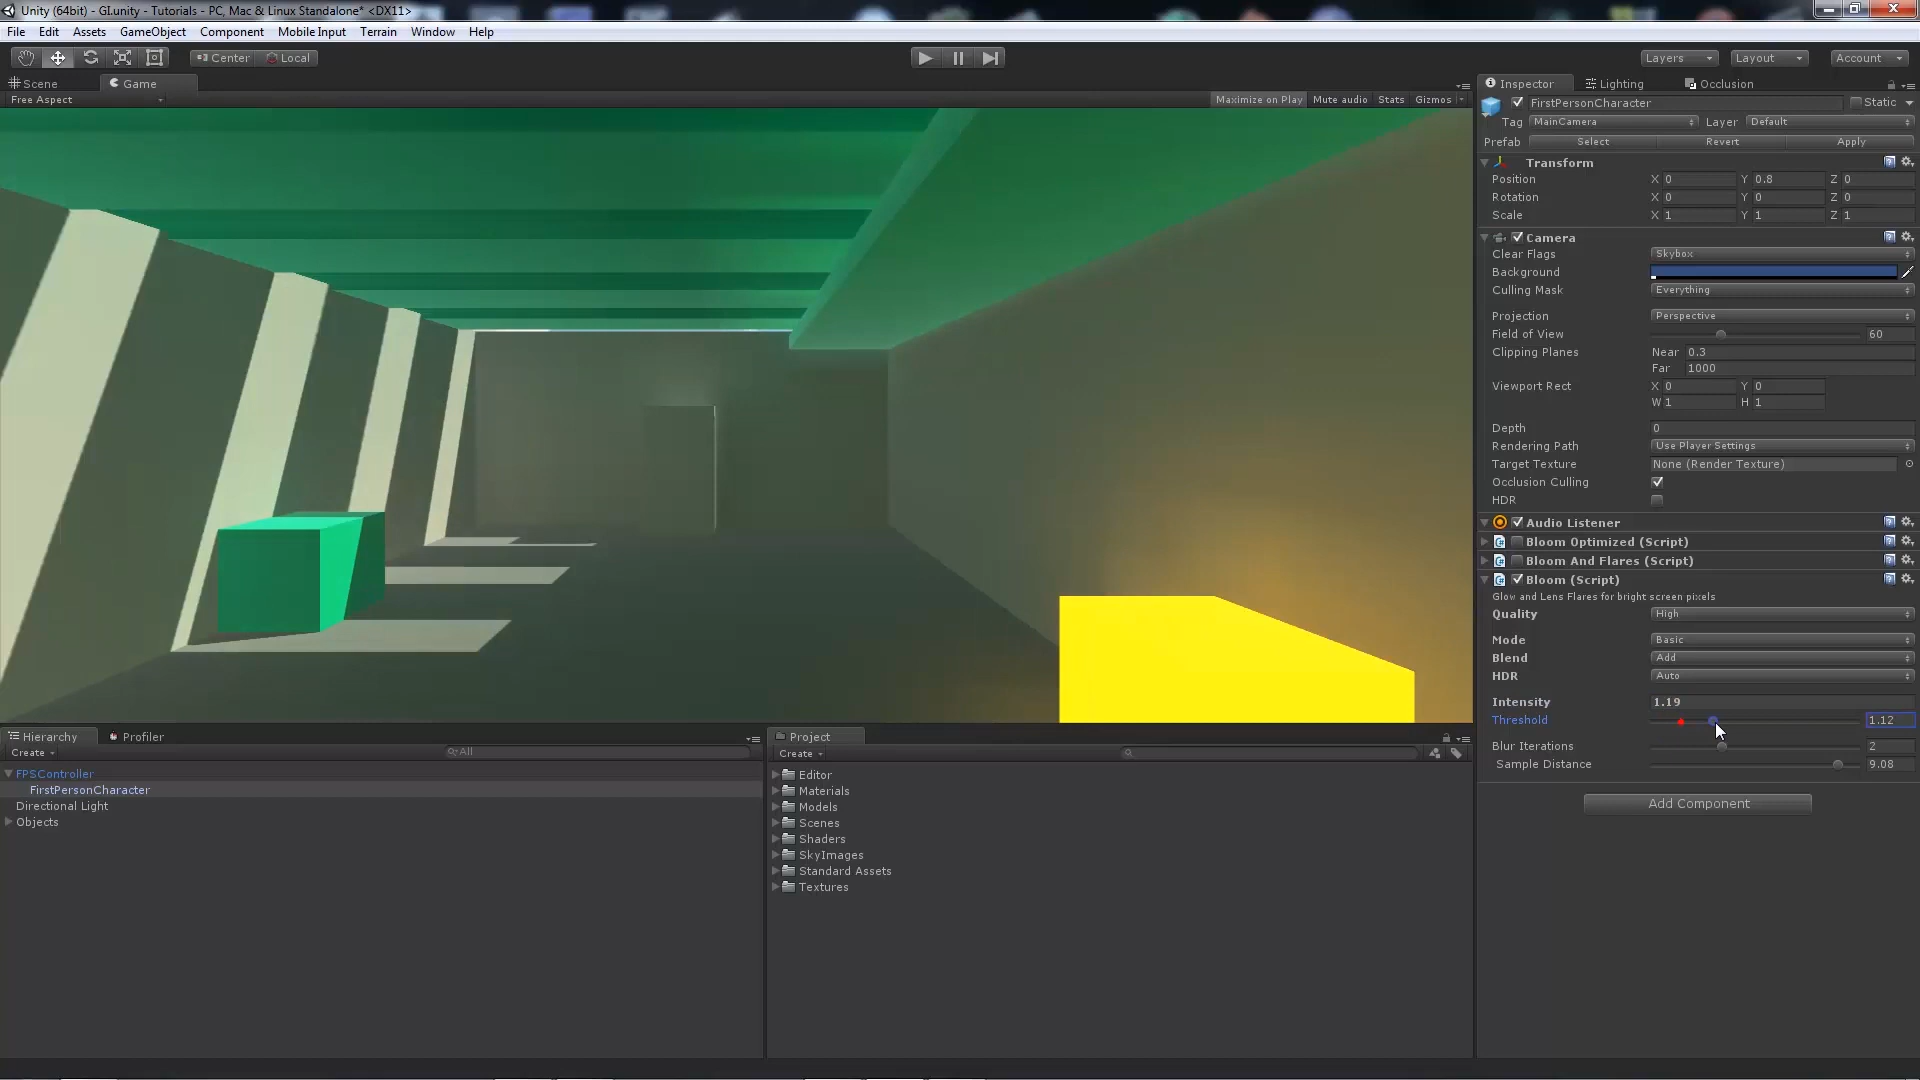 Unity (64bit) - GI.unity - Tutorials - PC, Mac & Linux Standalone* <DX11>
File Edit Assets GameObject Component Mobile Input Terrain Window Help
Center Local Layers Layout Account
Scene Game
Free Aspect Maximize on Play Mute audio Stats Gizmos
Inspector Lighting Occlusion
FirstPersonCharacter Static
Tag MainCamera Layer Default
Prefab Select Revert Apply
Transform
Position X 0 Y 0.8 Z 0
Rotation X 0 Y 0 Z 0
Scale X 1 Y 1 Z 1
Camera
Clear Flags Skybox
Background
Culling Mask Everything
Projection Perspective
Field of View 60
Clipping Planes Near 0.3
Far 1000
Viewport Rect X 0 Y 0
W 1 H 1
Depth 0
Rendering Path Use Player Settings
Target Texture None (Render Texture)
Occlusion Culling
HDR
Audio Listener
Bloom Optimized (Script)
Bloom And Flares (Script)
Bloom (Script)
Glow and Lens Flares for bright screen pixels
Quality High
Mode Basic
Blend Add
HDR Auto
Intensity 1.19
Threshold 1.12
Blur Iterations 2
Sample Distance 9.08
Add Component
Hierarchy Profiler
Create All
FPSController
FirstPersonCharacter
Directional Light
Objects
Project
Create
Editor
Materials
Models
Scenes
Shaders
SkyImages
Standard Assets
Textures